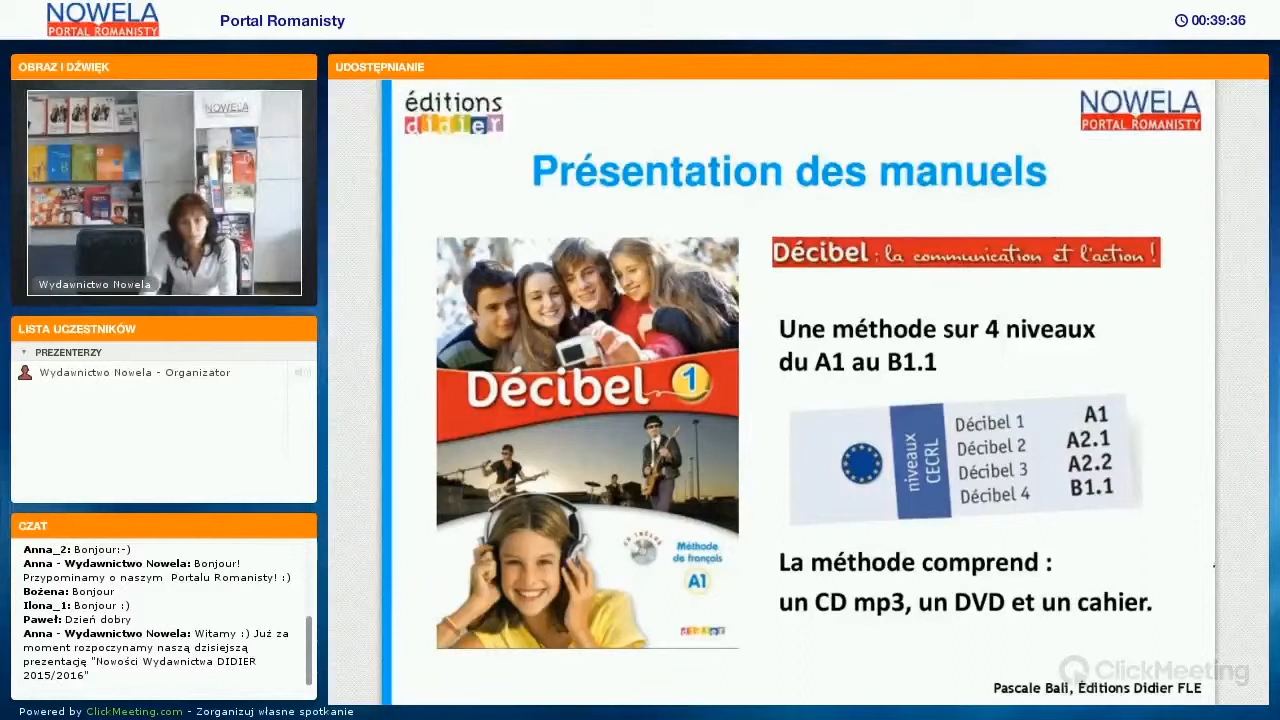 NOWELA
PORTAL ROMANISTY
Portal Romanisty
00:39:36
OBRAZ I DŹWIĘK
NOWELA
Wydawnictwo Nowela
LISTA UCZESTNIKÓW
PREZENTERZY
Wydawnictwo Nowela - Organizator
CZAT
Anna_2: Bonjour:-)
Anna - Wydawnictwo Nowela: Bonjour!
Przypominamy o naszym Portalu Romanisty! :)
Bożena: Bonjour
Ilona_1: Bonjour :)
Paweł: Dzień dobry
Anna - Wydawnictwo Nowela: Witamy :) Już za
moment rozpoczynamy naszą dzisiejszą
prezentację "Nowości Wydawnictwa DIDIER
2015/2016"
Powered by ClickMeeting.com - Zorganizuj własne spotkanie
UDOSTĘPNIANIE
éditions
didier
NOWELA
PORTAL ROMANISTY
Présentation des manuels
Décibel 1
CD INCLUS
Méthode
de français
A1
didier
Décibel : la communication et l'action !
Une méthode sur 4 niveaux
du A1 au B1.1
niveaux
CECRL
Décibel 1 A1
Décibel 2 A2.1
Décibel 3 A2.2
Décibel 4 B1.1
La méthode comprend :
un CD mp3, un DVD et un cahier.
ClickMeeting
Pascale Bali, Éditions Didier FLE